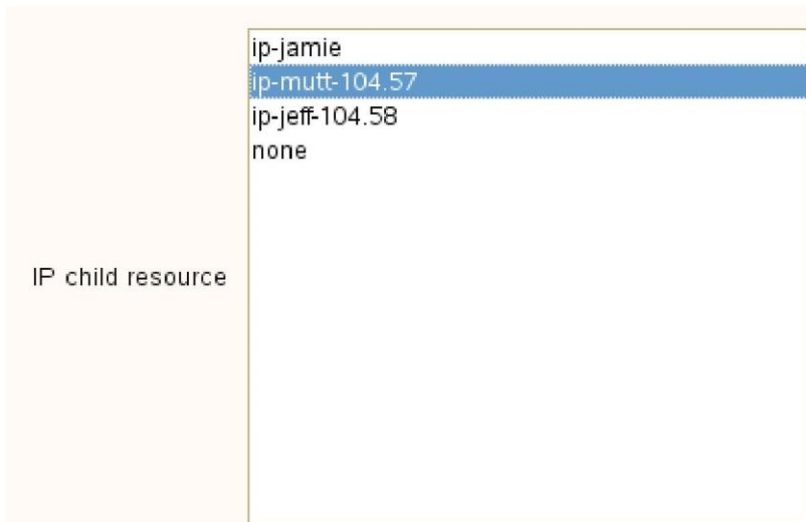 ip-jamie
ip-mutt-104.57
ip-jeff-104.58
none
IP child resource